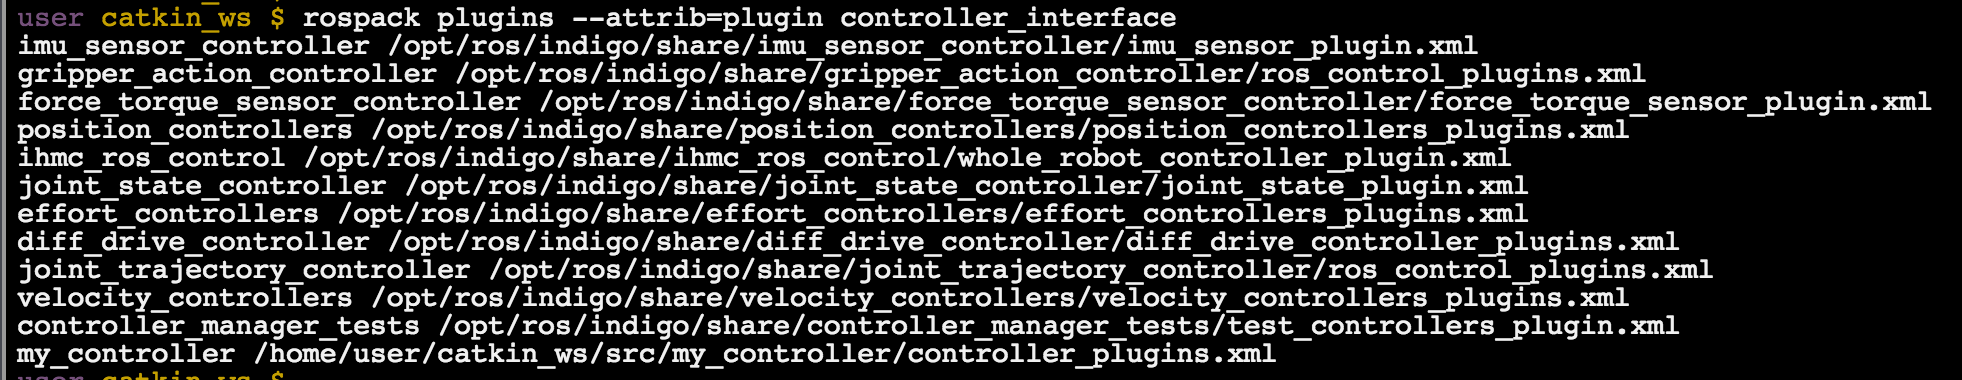 user catkin_ws $ rospack plugins --attrib=plugin controller_interface
imu_sensor_controller /opt/ros/indigo/share/imu_sensor_controller/imu_sensor_plugin.xml
gripper_action_controller /opt/ros/indigo/share/gripper_action_controller/ros_control_plugins.xml
force_torque_sensor_controller /opt/ros/indigo/share/force_torque_sensor_controller/force_torque_sensor_plugin.xml
position_controllers /opt/ros/indigo/share/position_controllers/position_controllers_plugins.xml
ihmc_ros_control /opt/ros/indigo/share/ihmc_ros_control/whole_robot_controller_plugin.xml
joint_state_controller /opt/ros/indigo/share/joint_state_controller/joint_state_plugin.xml
effort_controllers /opt/ros/indigo/share/effort_controllers/effort_controllers_plugins.xml
diff_drive_controller /opt/ros/indigo/share/diff_drive_controller/diff_drive_controller_plugins.xml
joint_trajectory_controller /opt/ros/indigo/share/joint_trajectory_controller/ros_control_plugins.xml
velocity_controllers /opt/ros/indigo/share/velocity_controllers/velocity_controllers_plugins.xml
controller_manager_tests /opt/ros/indigo/share/controller_manager_tests/test_controllers_plugin.xml
my_controller /home/user/catkin_ws/src/my_controller/controller_plugins.xml
user catkin_ws $